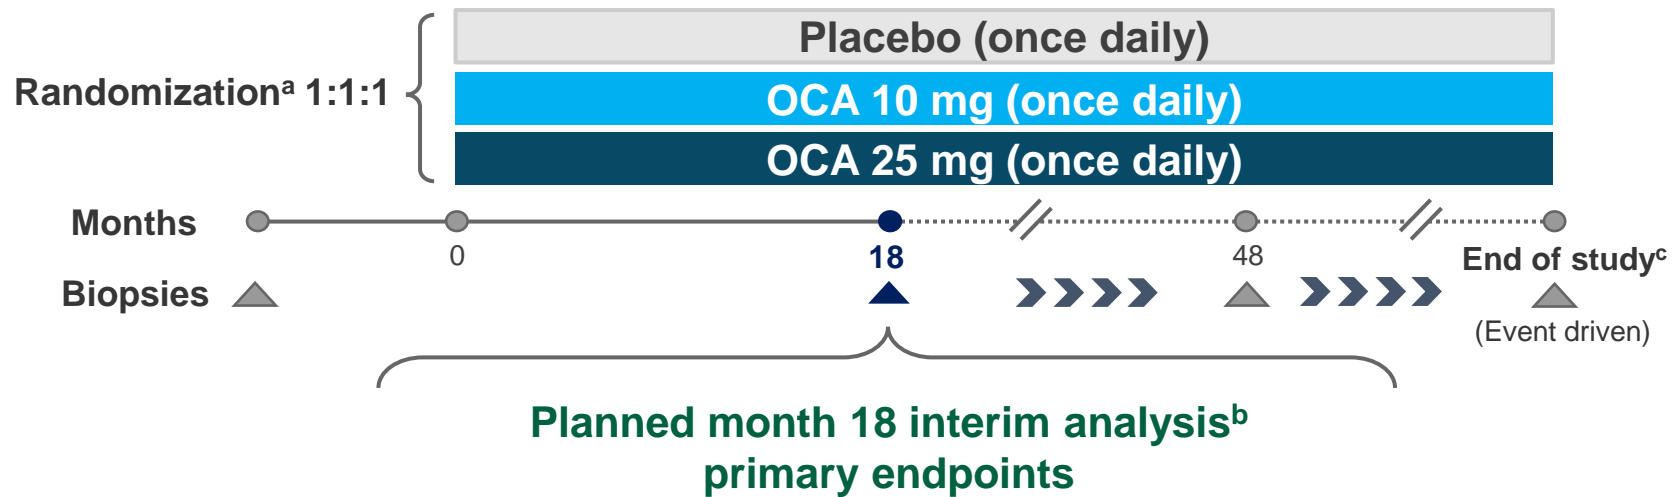 Placebo (once daily)
Randomizationᵃ 1:1:1
OCA 10 mg (once daily)
OCA 25 mg (once daily)
Months
0
18
48
End of studyᶜ
Biopsies
(Event driven)
Planned month 18 interim analysisᵇ
primary endpoints